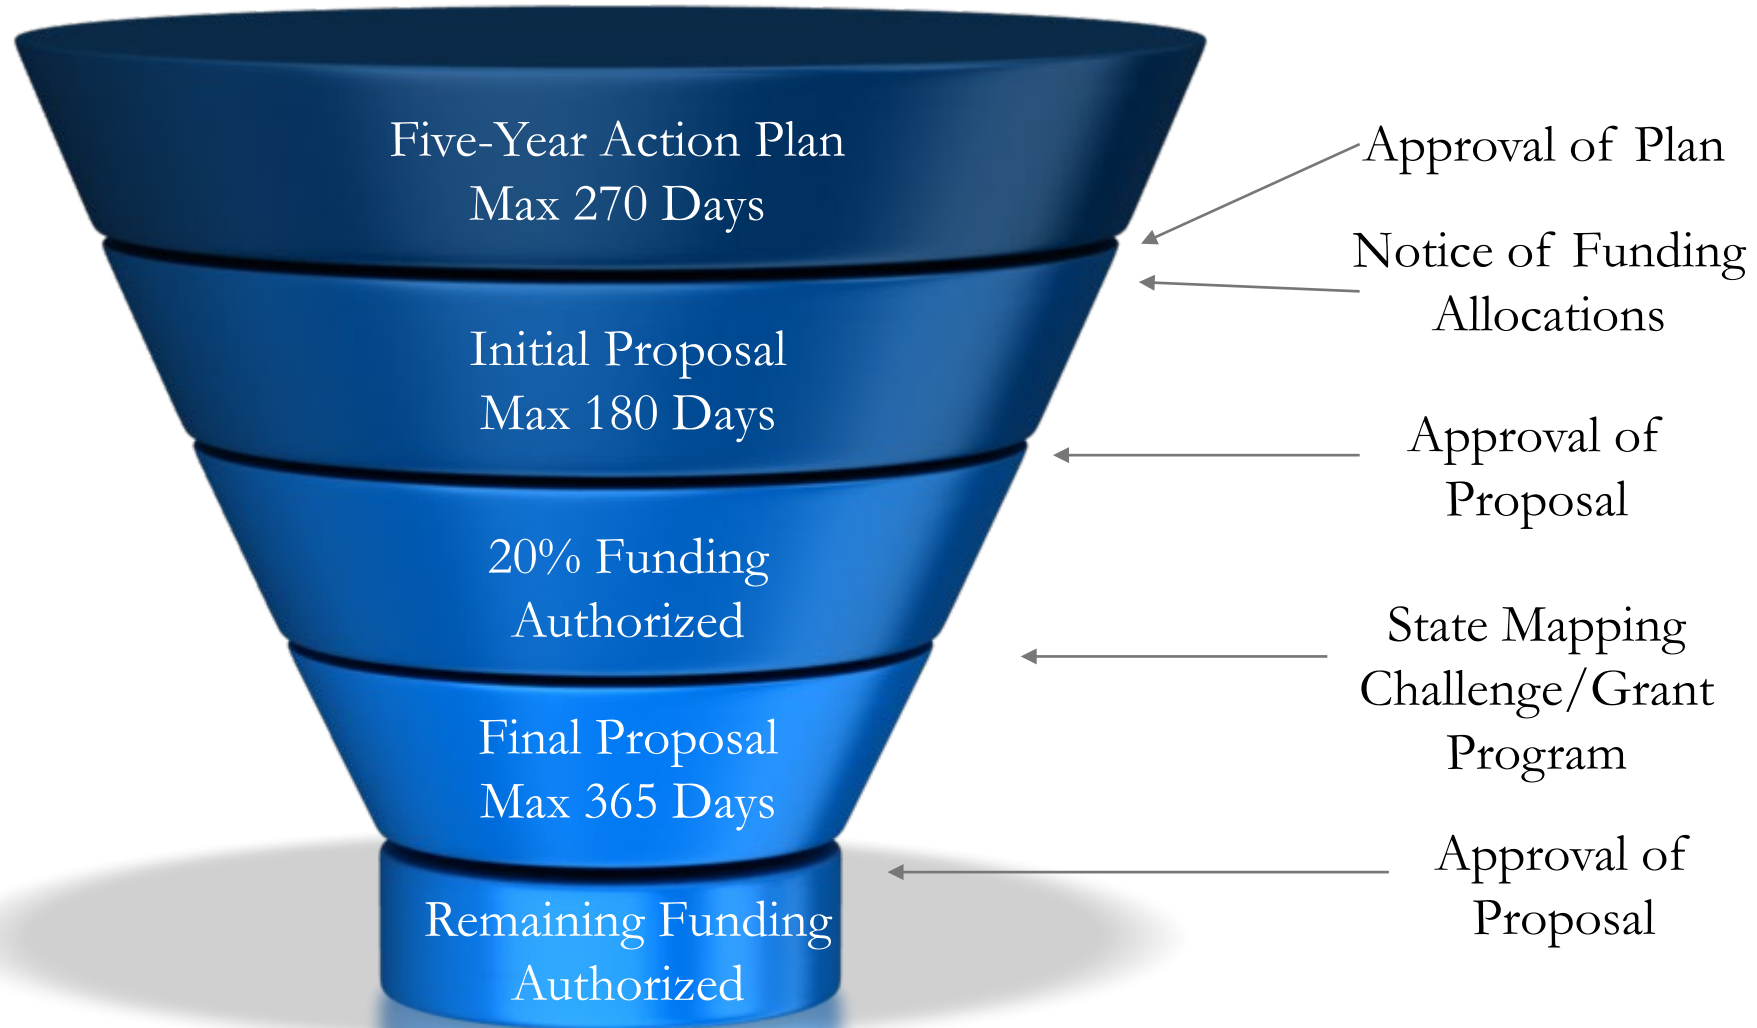 Five-Year Action Plan
Max 270 Days
Approval of Plan
Notice of Funding
Allocations
Initial Proposal
Max 180 Days
Approval of
Proposal
20% Funding
Authorized
State Mapping
Challenge/Grant
Program
Final Proposal
Max 365 Days
Approval of
Proposal
Remaining Funding
Authorized